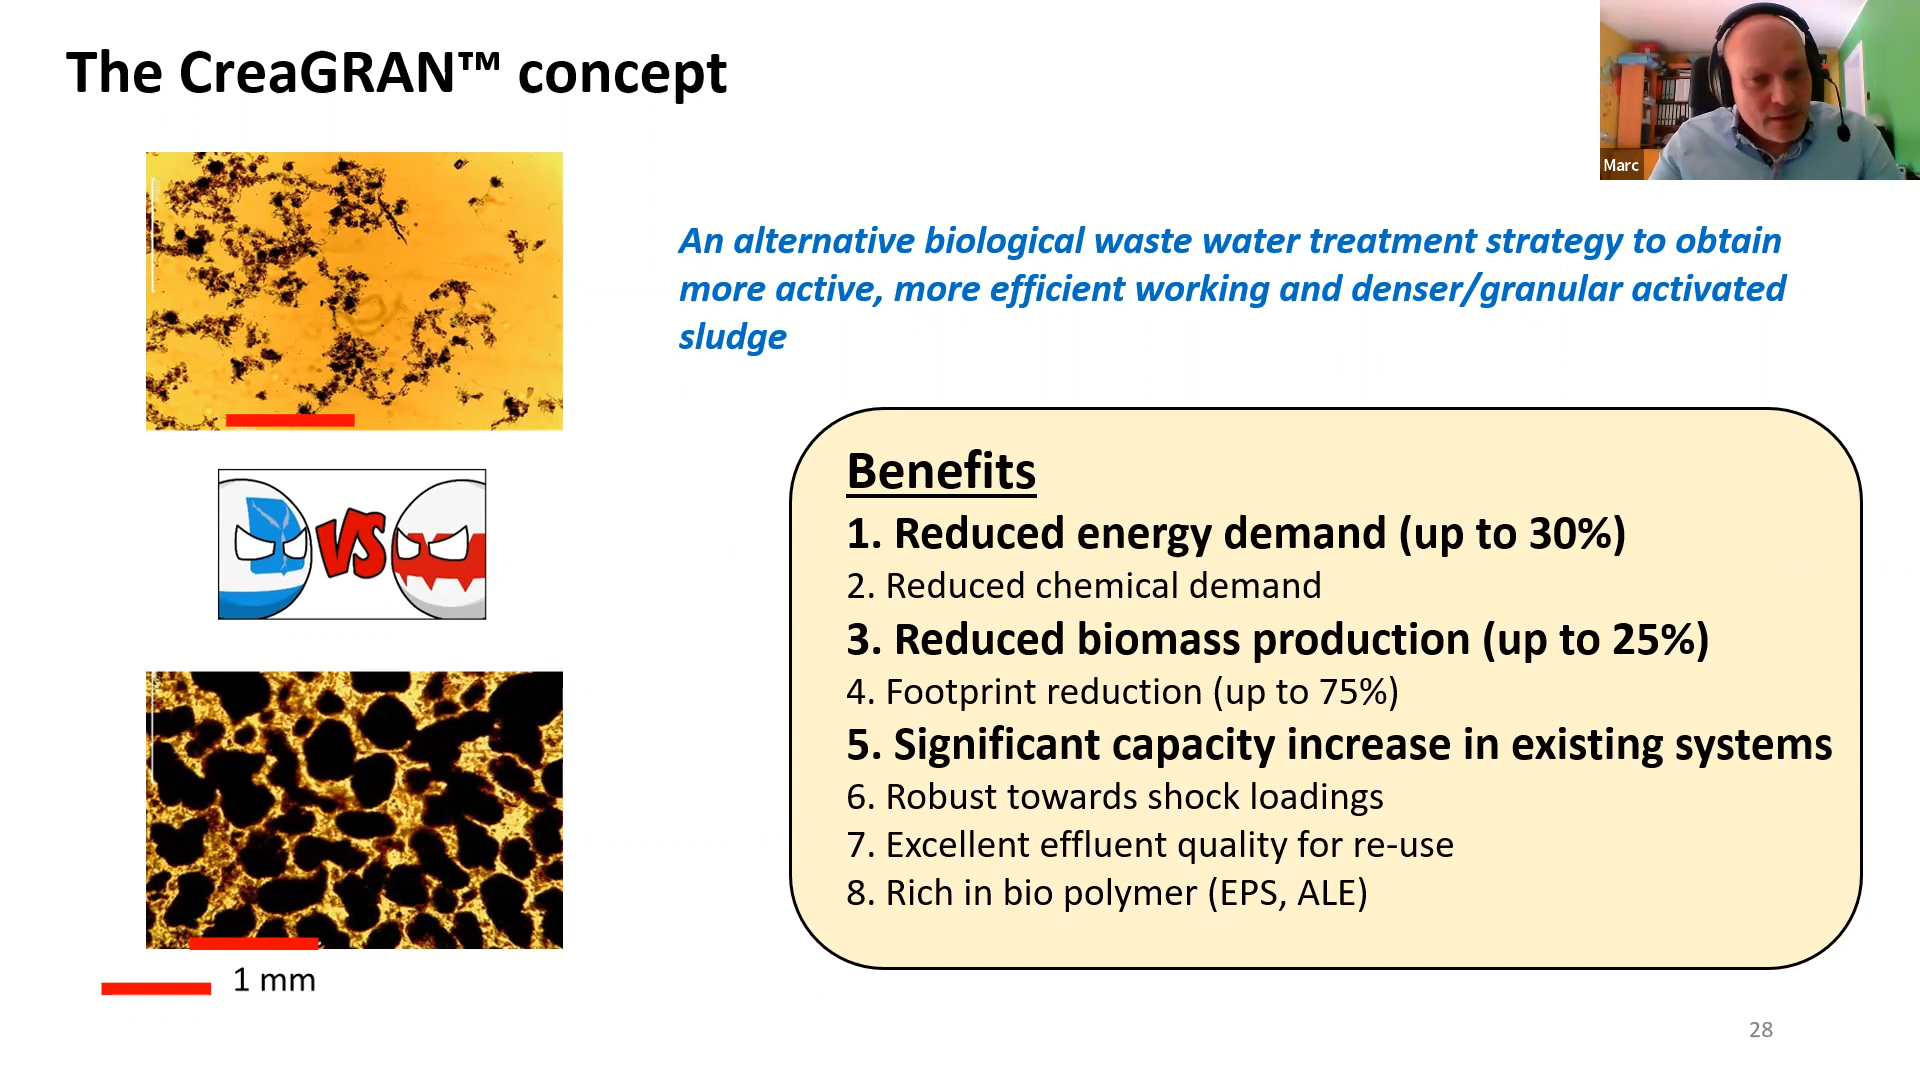 The CreaGRAN™ concept
Marc
An alternative biological waste water treatment strategy to obtain
more active, more efficient working and denser/granular activated
sludge
VS
Benefits
1. Reduced energy demand (up to 30%)
2. Reduced chemical demand
3. Reduced biomass production (up to 25%)
4. Footprint reduction (up to 75%)
5. Significant capacity increase in existing systems
6. Robust towards shock loadings
7. Excellent effluent quality for re-use
8. Rich in bio polymer (EPS, ALE)
1 mm
28